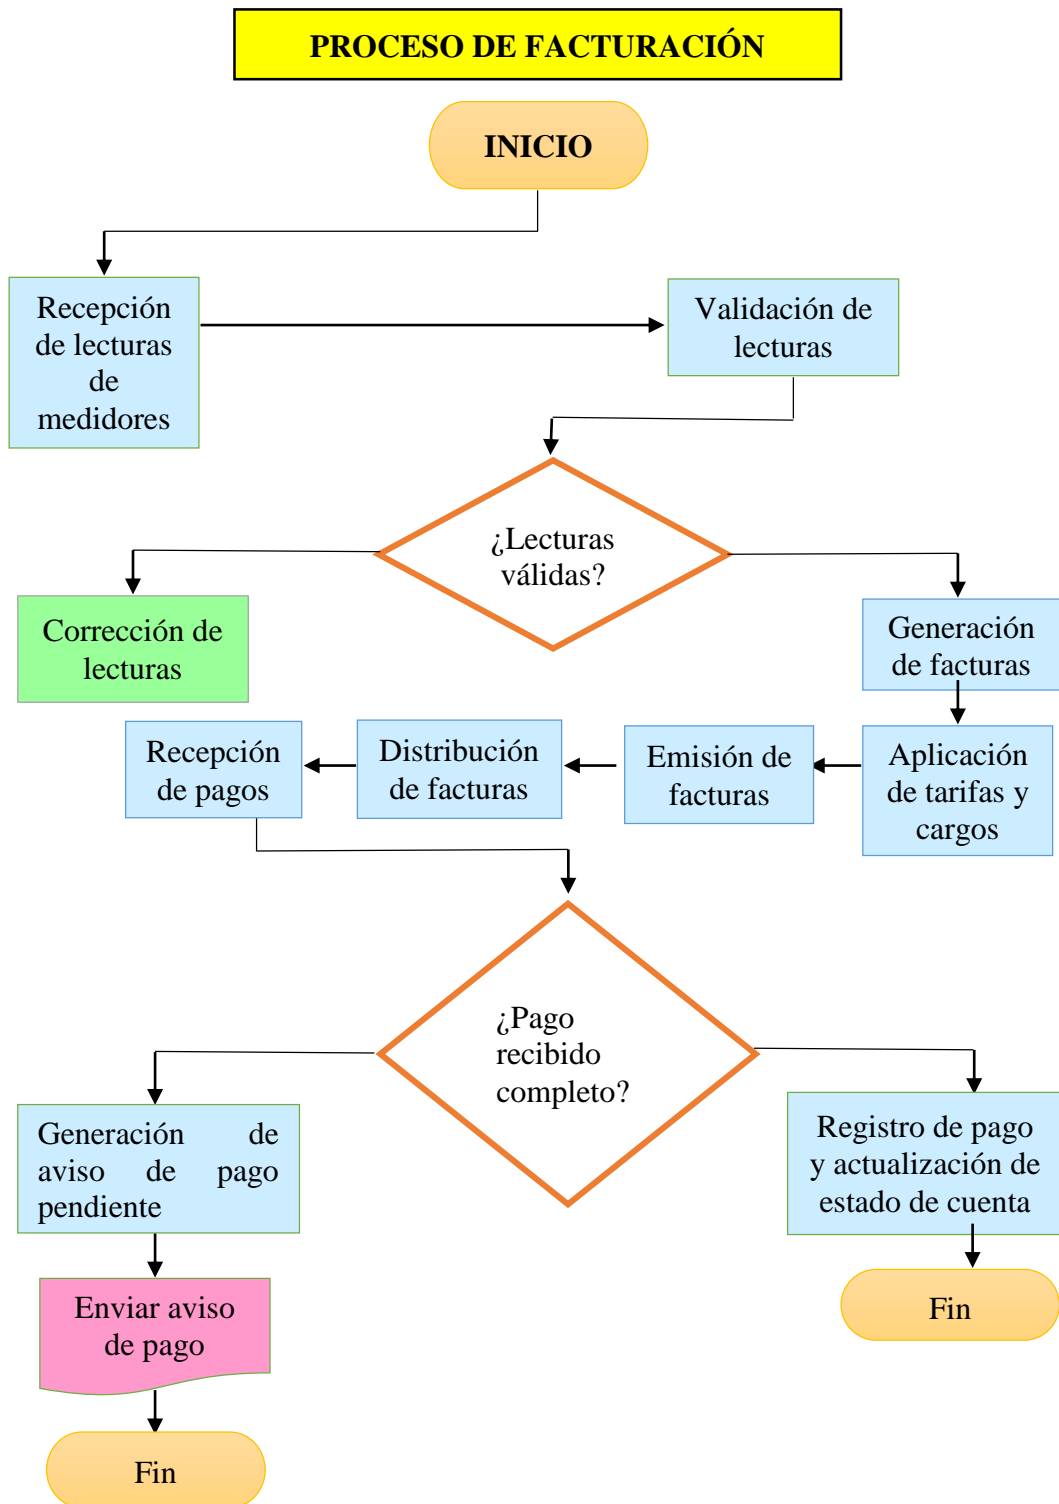 PROCESO DE FACTURACIÓN
INICIO
Recepción
de lecturas
de
medidores
Validación de
lecturas
¿Lecturas
válidas?
Corrección de
lecturas
Generación
de facturas
Recepción
de pagos
Distribución
de facturas
Emisión de
facturas
Aplicación
de tarifas y
cargos
¿Pago
recibido
completo?
Generación de
aviso de pago
pendiente
Registro de pago
y actualización de
estado de cuenta
Enviar aviso
de pago
Fin
Fin